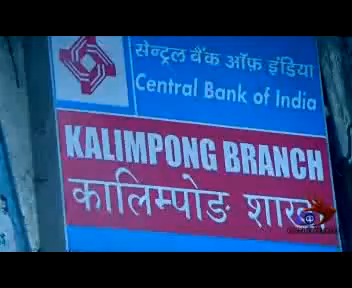 सेन्ट्रल बैंक ऑफ़ इंडिया
Central Bank of India
KALIMPONG BRANCH
कालिम्पोङ शाखा